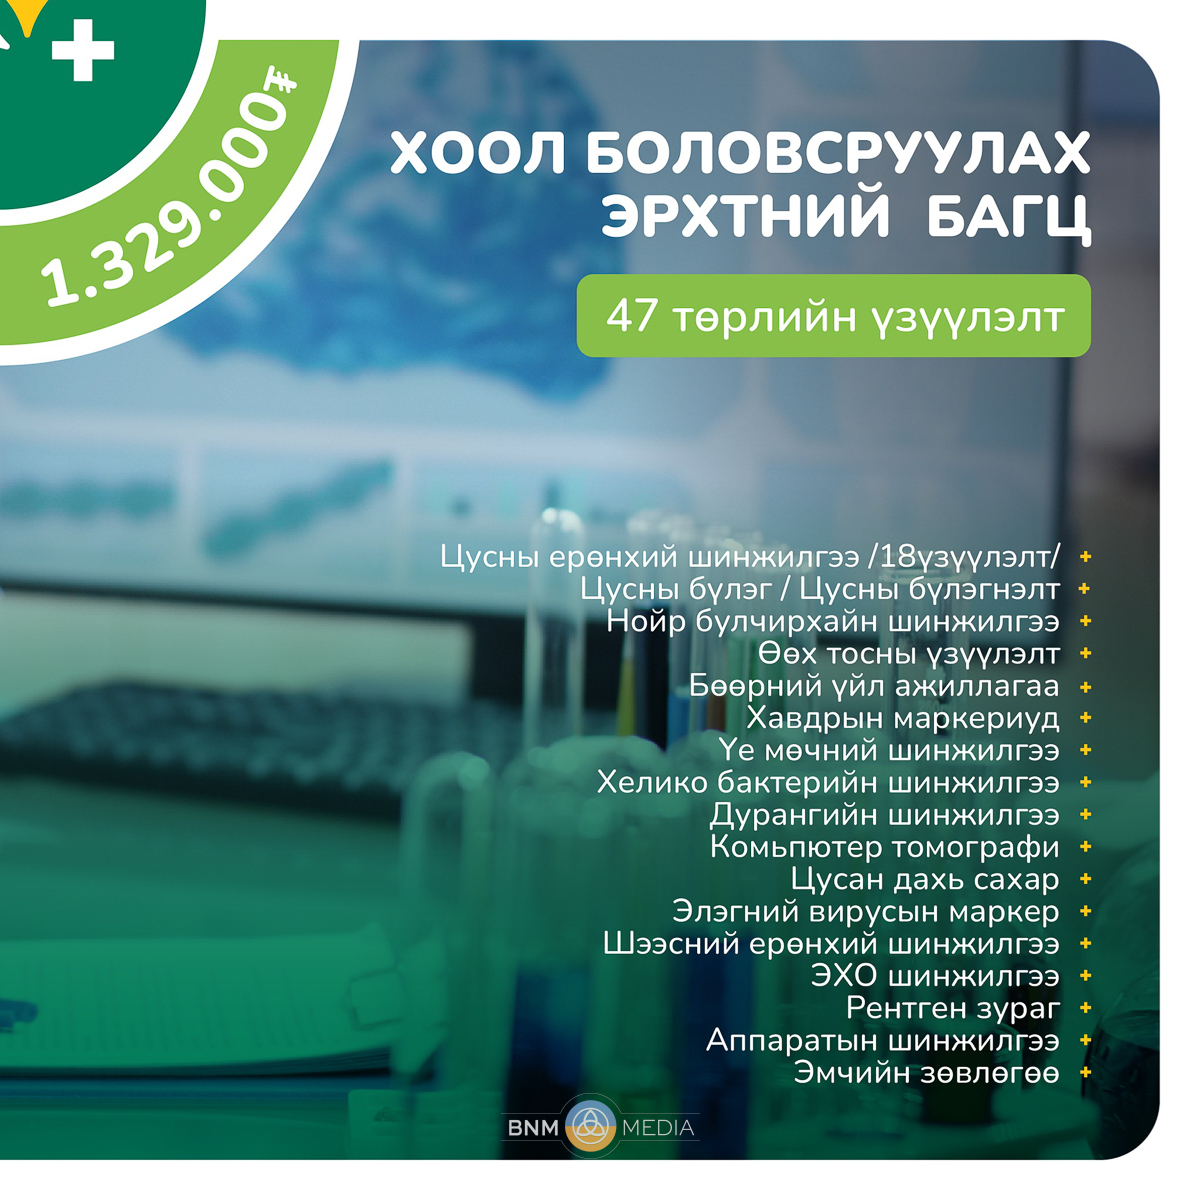 1.329.000₮
ХООЛ БОЛОВСРУУЛАХ
ЭРХТНИЙ БАГЦ
47 төрлийн үзүүлэлт
Цусны ерөнхий шинжилгээ /18үзүүлэлт/
Цусны бүлэг / Цусны бүлэгнэлт
Нойр булчирхайн шинжилгээ
Өөх тосны үзүүлэлт
Бөөрний үйл ажиллагаа
Хавдрын маркериуд
Үе мөчний шинжилгээ
Хелико бактерийн шинжилгээ
Дурангийн шинжилгээ
Комьпютер томографи
Цусан дахь сахар
Элэгний вирусын маркер
Шээсний ерөнхий шинжилгээ
ЭХО шинжилгээ
Рентген зураг
Аппаратын шинжилгээ
Эмчийн зөвлөгөө
BNM MEDIA